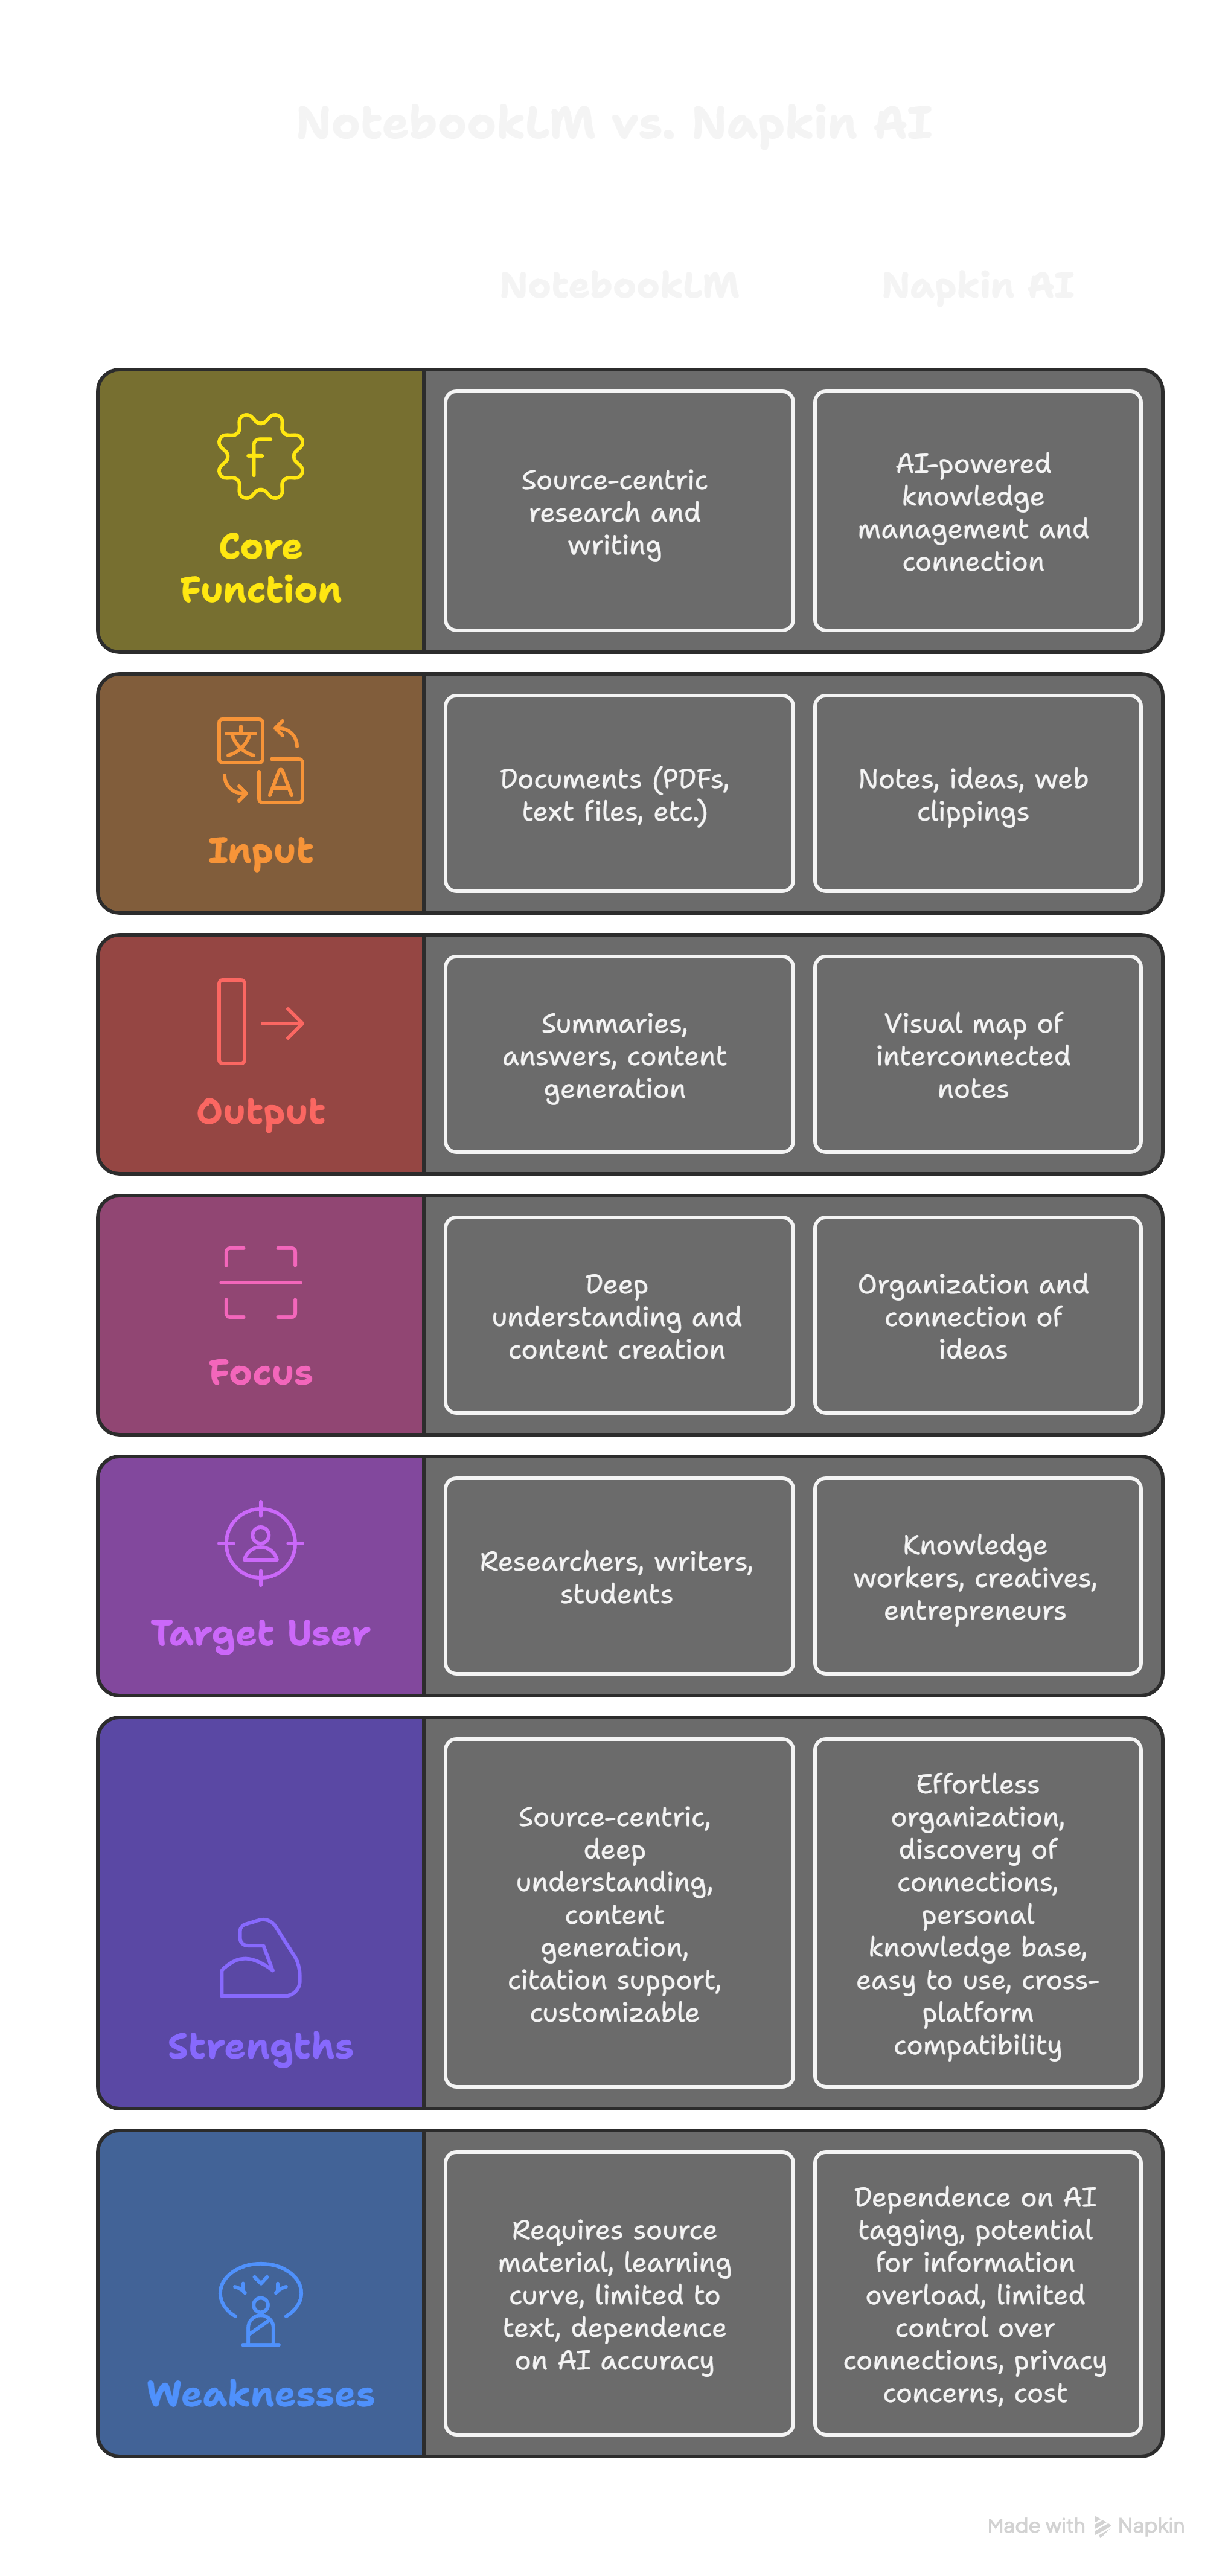 NotebookLM vs. Napkin AI
NotebookLM
Napkin AI
Core
Function
Source-centric
research and
writing
AI-powered
knowledge
management and
connection
文
A
Input
Documents (PDFs,
text files, etc.)
Notes, ideas, web
clippings
Output
Summaries,
answers, content
generation
Visual map of
interconnected
notes
Focus
Deep
understanding and
content creation
Organization and
connection of
ideas
Target User
Researchers, writers,
students
Knowledge
workers, creatives,
entrepreneurs
Strengths
Source-centric,
deep
understanding,
content
generation,
citation support,
customizable
Effortless
organization,
discovery of
connections,
personal
knowledge base,
easy to use, cross-
platform
compatibility
Weaknesses
Requires source
material, learning
curve, limited to
text, dependence
on AI accuracy
Dependence on AI
tagging, potential
for information
overload, limited
control over
connections, privacy
concerns, cost
Made with Napkin